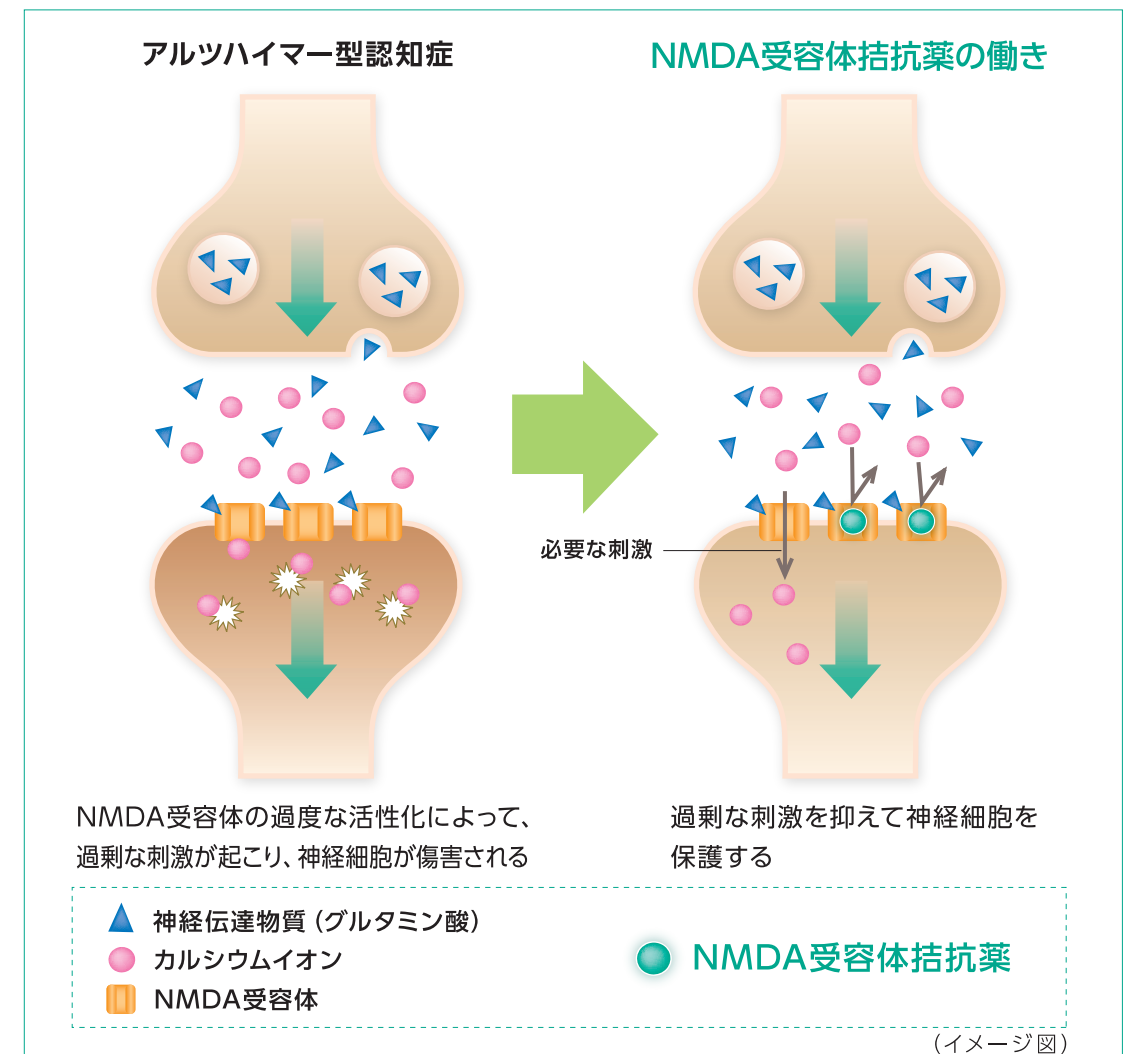 アルツハイマー型認知症
NMDA受容体拮抗薬の働き
必要な刺激
NMDA受容体の過度な活性化によって、
過剰な刺激が起こり、神経細胞が傷害される
過剰な刺激を抑えて神経細胞を
保護する
神経伝達物質（グルタミン酸）
カルシウムイオン
NMDA受容体
NMDA受容体拮抗薬
（イメージ図）